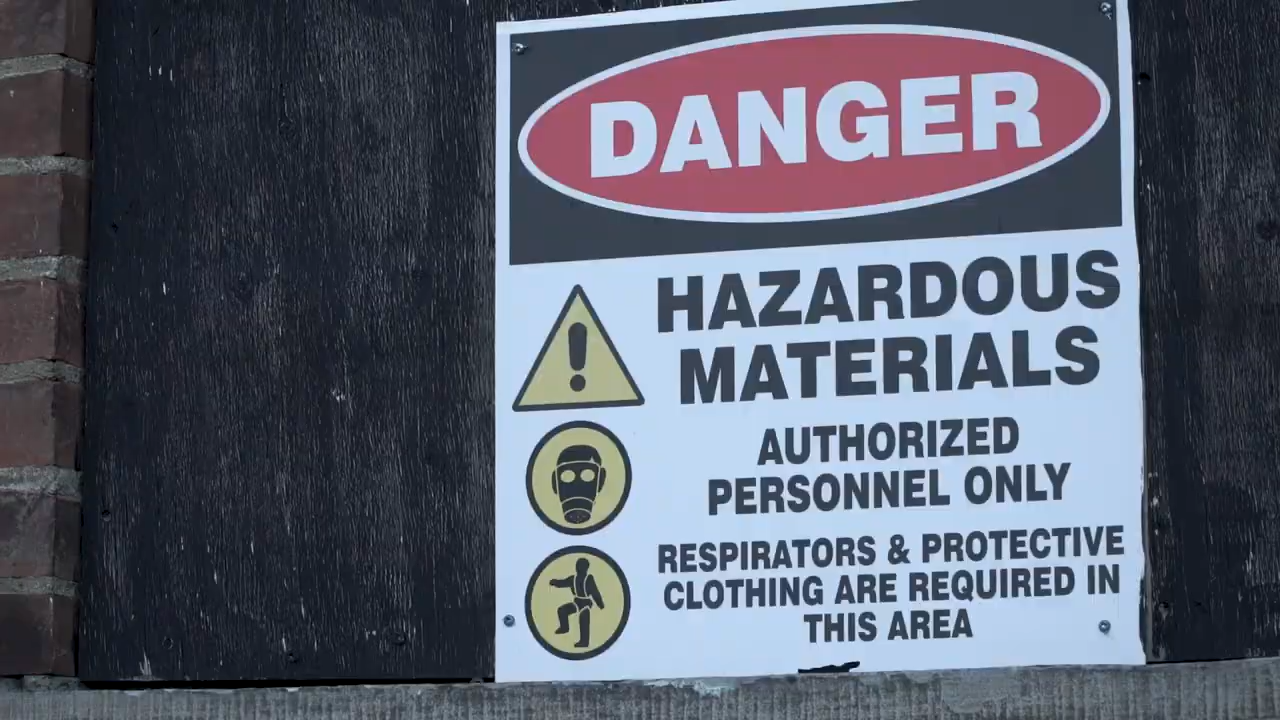 DANGER
HAZARDOUS
MATERIALS
AUTHORIZED
PERSONNEL ONLY
RESPIRATORS & PROTECTIVE
CLOTHING ARE REQUIRED IN
THIS AREA